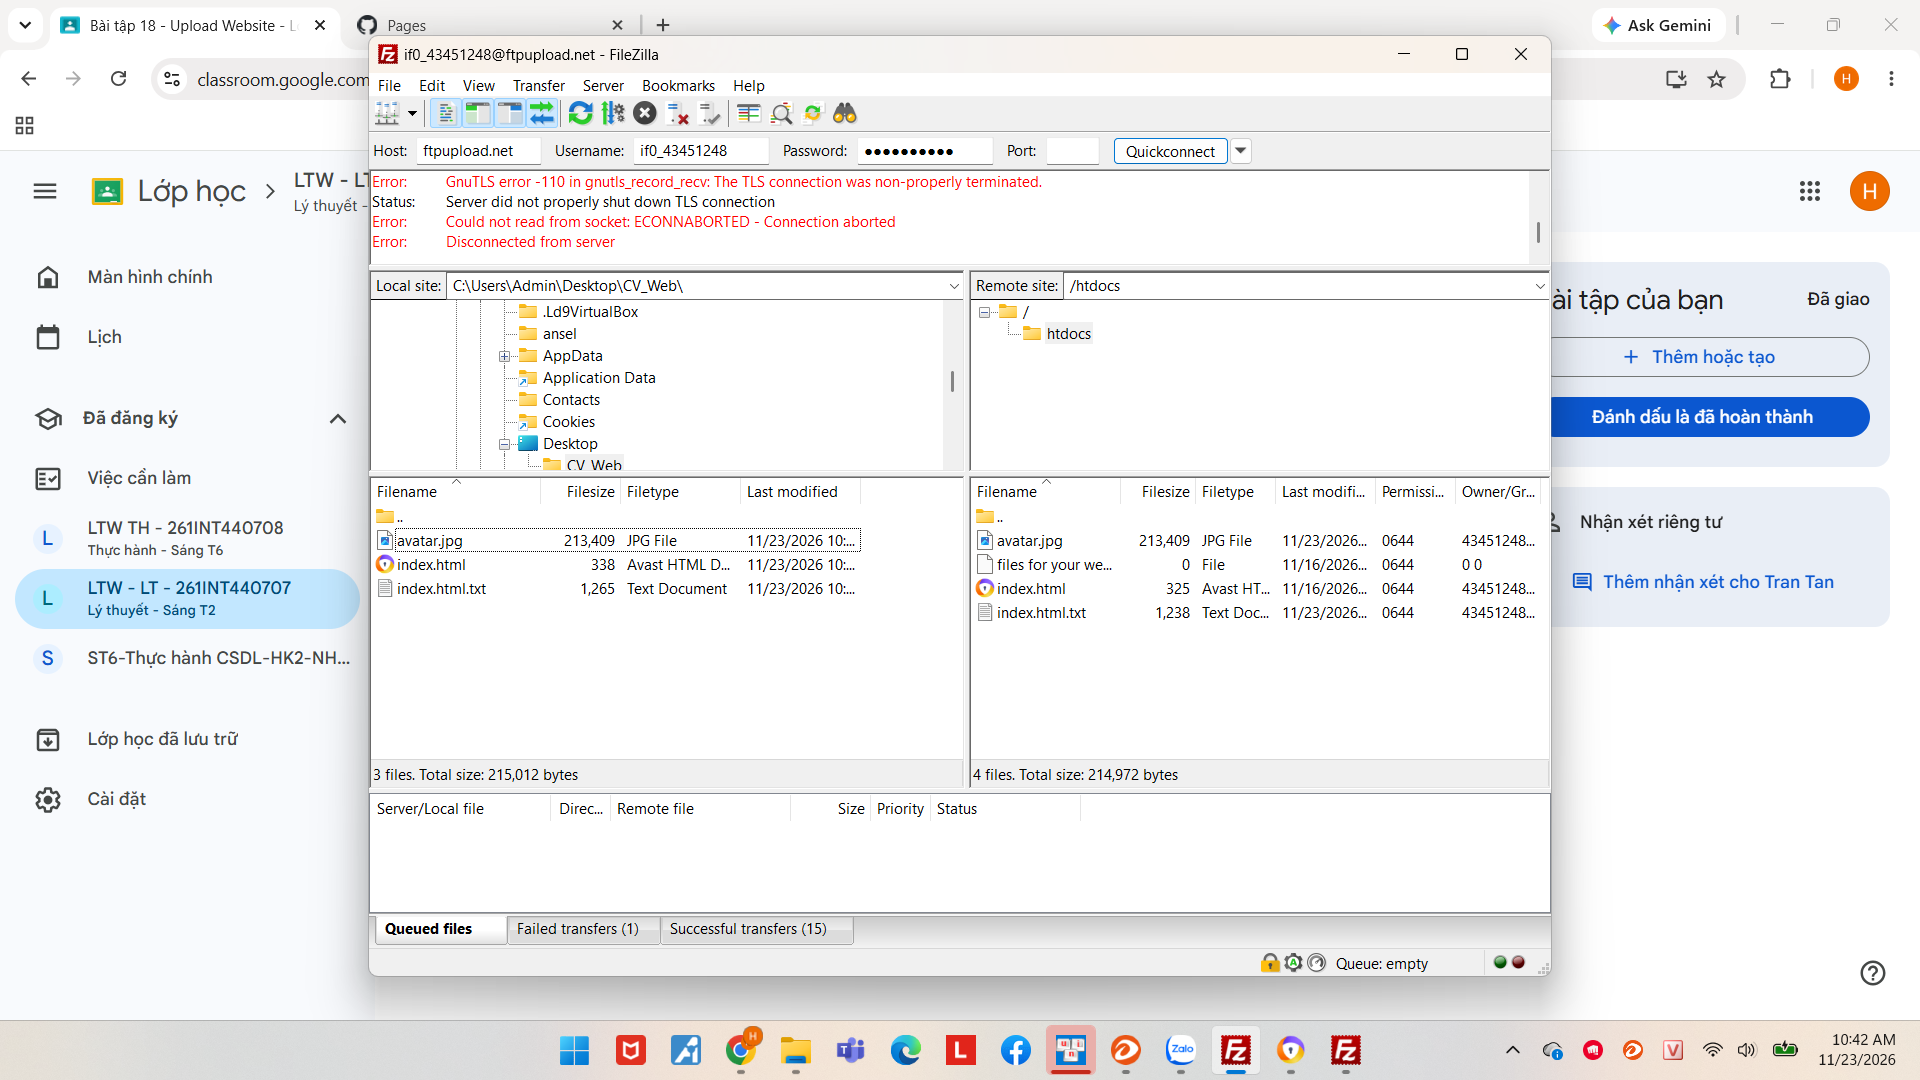 Bài tập 18 - Upload Website - L
Pages
Ask Gemini
classroom.google.com
if0_43451248@ftpupload.net - FileZilla
File Edit View Transfer Server Bookmarks Help
Host: ftpupload.net Username: if0_43451248 Password: ●●●●●●●●●● Port: Quickconnect
Error: GnuTLS error -110 in gnutls_record_recv: The TLS connection was non-properly terminated.
Status: Server did not properly shut down TLS connection
Error: Could not read from socket: ECONNABORTED - Connection aborted
Error: Disconnected from server
Local site: C:\Users\Admin\Desktop\CV_Web\
.Ld9VirtualBox
ansel
AppData
Application Data
Contacts
Cookies
Desktop
CV_Web
Remote site: /htdocs
/
htdocs
Filename Filesize Filetype Last modified
..
avatar.jpg 213,409 JPG File 11/23/2026 10:...
index.html 338 Avast HTML D... 11/23/2026 10:...
index.html.txt 1,265 Text Document 11/23/2026 10:...
3 files. Total size: 215,012 bytes
Filename Filesize Filetype Last modifi... Permissi... Owner/Gr...
..
avatar.jpg 213,409 JPG File 11/23/2026... 0644 43451248...
files for your we... 0 File 11/16/2026... 0644 0 0
index.html 325 Avast HT... 11/16/2026... 0644 43451248...
index.html.txt 1,238 Text Doc... 11/23/2026... 0644 43451248...
4 files. Total size: 214,972 bytes
Server/Local file Direc... Remote file Size Priority Status
Queued files Failed transfers (1) Successful transfers (15)
Queue: empty
Lớp học
LTW - LT
Lý thuyết -
H
Màn hình chính
Lịch
Đã đăng ký
Việc cần làm
L
LTW TH - 261INT440708
Thực hành - Sáng T6
L
LTW - LT - 261INT440707
Lý thuyết - Sáng T2
S
ST6-Thực hành CSDL-HK2-NH...
Lớp học đã lưu trữ
Cài đặt
ài tập của bạn
Đã giao
+ Thêm hoặc tạo
Đánh dấu là đã hoàn thành
Nhận xét riêng tư
Thêm nhận xét cho Tran Tan
Zalo
10:42 AM
11/23/2026